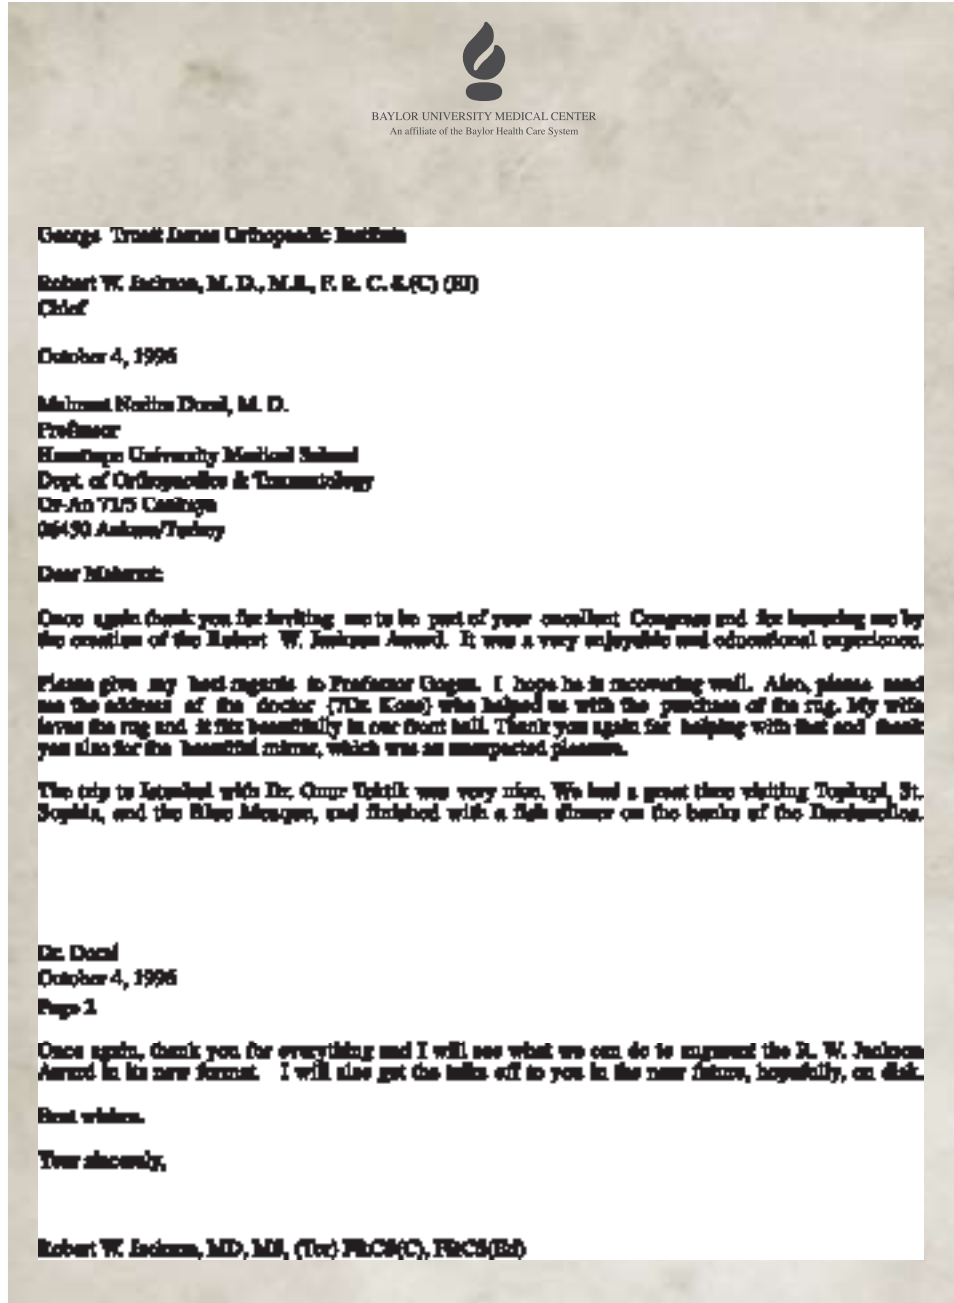 BAYLOR UNIVERSITY MEDICAL CENTER
An affiliate of the Baylor Health Care System
George Truett James Orthopaedic Institute
Robert W. Jackson, M. D., M.S., F. R. C. S.(C) (Ed)
Chief
October 4, 1996
Mahmut Nedim Doral, M. D.
Professor
Hacettepe University Medical School
Dept. of Orthopaedics & Traumatology
06450 Ankara/Turkey
Dear Mahmut:
Once again thank you for inviting me to be part of your excellent Congress and for honoring me by
the creation of the Robert W. Jackson Award. It was a very enjoyable and educational experience.
Please give my best regards to Professor I hope he is recovering well. Also, please send
me the address of the doctor who helped us with the purchase of the rug. My wife
loves the rug and it fits beautifully in our front hall. Thank you again for helping with that and thank
you also for the beautiful mirror, which was an unexpected pleasure.
The trip to Istanbul with Dr. Onur was very nice. We had a great time visiting Topkapi, St.
Sophia, and the Blue Mosque, and finished with a fish dinner on the banks of the Dardanelles.
Dr. Doral
October 4, 1996
Page 2
Once again, thank you for everything and I will see what we can do to augment the R. W. Jackson
Award in its new format. I will also get the talks off to you in the near future, hopefully, on disk.
Best wishes.
Your sincerely,
Robert W. Jackson, MD, MS, (Tor) FRCS(C), FRCS(Ed)